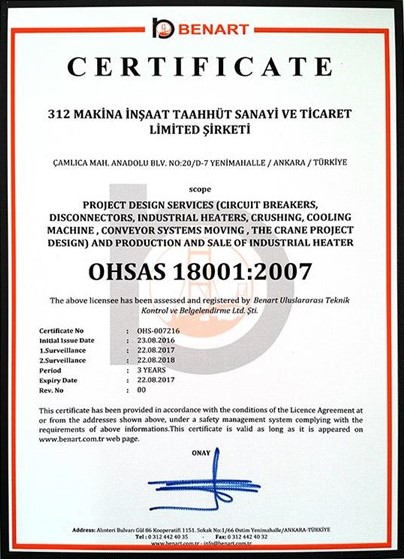 BENART
CERTIFICATE
312 MAKİNA İNŞAAT TAAHHÜT SANAYİ VE TİCARET
LIMITED ŞİRKETİ
ÇAMLICA MAH. ANADOLU BLV. NO:20/D-7 YENİMAHALLE / ANKARA / TÜRKİYE
scope
PROJECT DESIGN SERVICES (CIRCUIT BREAKERS,
DISCONNECTORS, INDUSTRIAL HEATERS, CRUSHING, COOLING
MACHINE , CONVEYOR SYSTEMS MOVING , THE CRANE PROJECT
DESIGN) AND PRODUCTION AND SALE OF INDUSTRIAL HEATER
OHSAS 18001:2007
The above licensee has been assessed and registered by Benart Uluslararası Teknik
Kontrol ve Belgelendirme Ltd. Şti.
Certificate No : OHS-007216
Initial Issue Date : 23.08.2016
1.Surveillance : 22.08.2017
2.Surveillance : 22.08.2018
Period : 3 YEARS
Expiry Date : 22.08.2017
Rev. No : 00
This certificate has been provided in accordance with the conditions of the Licence Agreement at
or from the addresses shown above, under a safety management system complying with the
requirements of above informations.This certificate is valid as long as it is appeared on
www.benart.com.tr web page.
ONAY
Address: Ahıteri Bulvarı Gül 86 Kooperatifi 1151. Sokak No:1/66 Ostim Yenimahalle/ANKARA-TÜRKİYE
Tel : 0 312 442 40 35 - Fax : 0 312 442 40 32
www.benart.com.tr - info@benart.com.tr